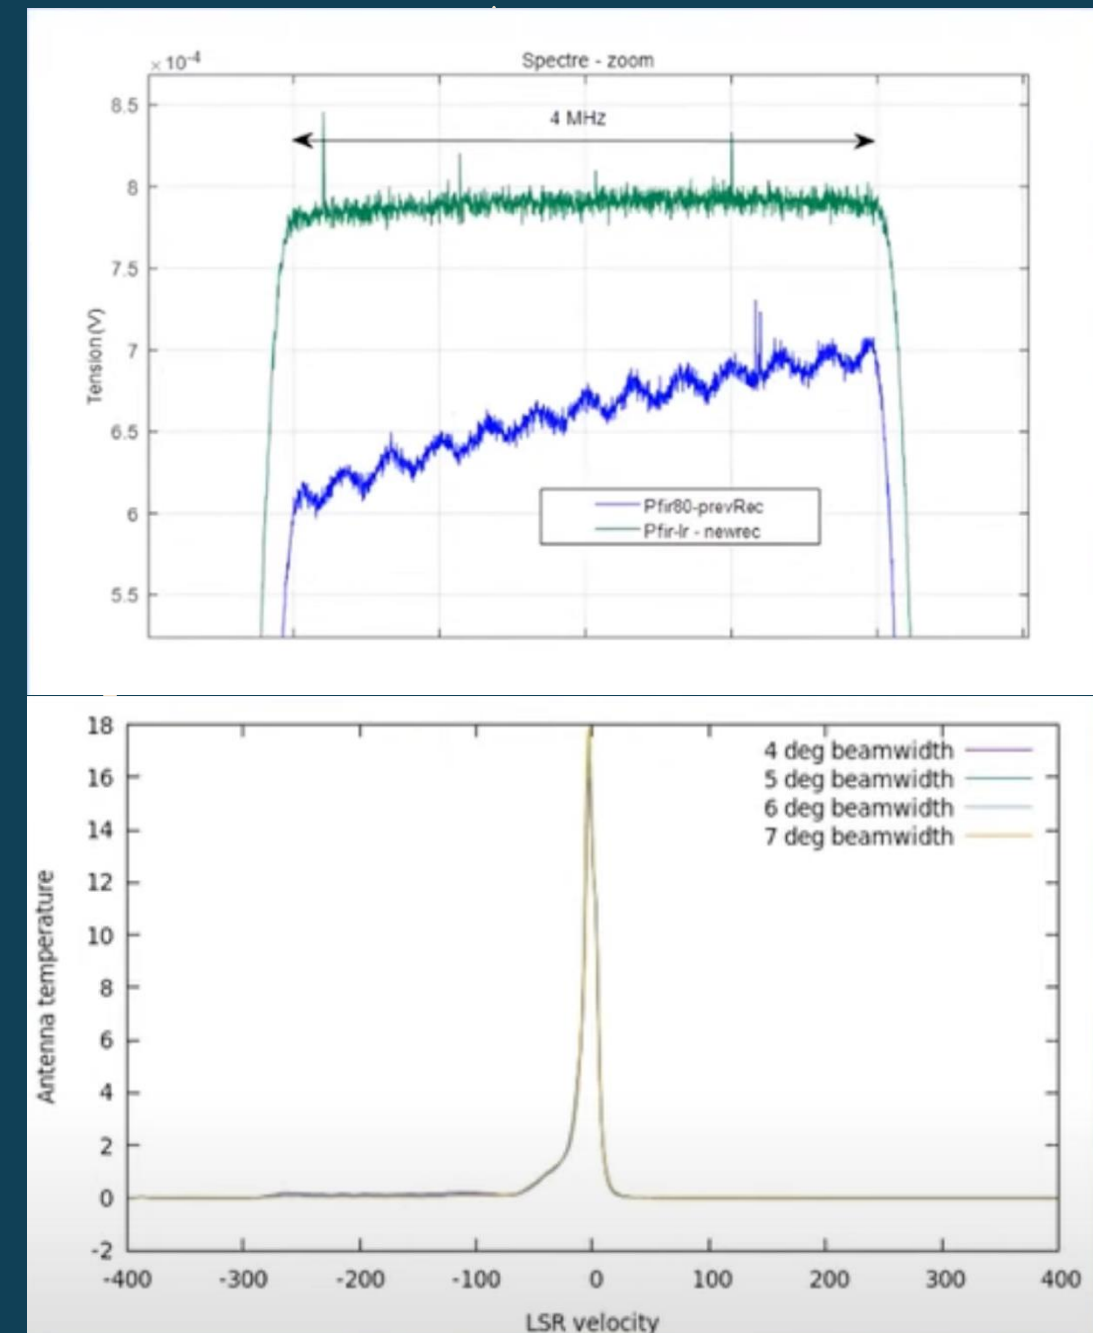 Spectre - zoom
×10⁻⁴
4 MHz
8.5
8
7.5
7
6.5
6
5.5
Tension (V)
Pfir80-prevRec
Pfir-lr - newrec
18
16
14
12
10
8
6
4
2
0
-2
Antenna temperature
4 deg beamwidth
5 deg beamwidth
6 deg beamwidth
7 deg beamwidth
-400 -300 -200 -100 0 100 200 300 400
LSR velocity